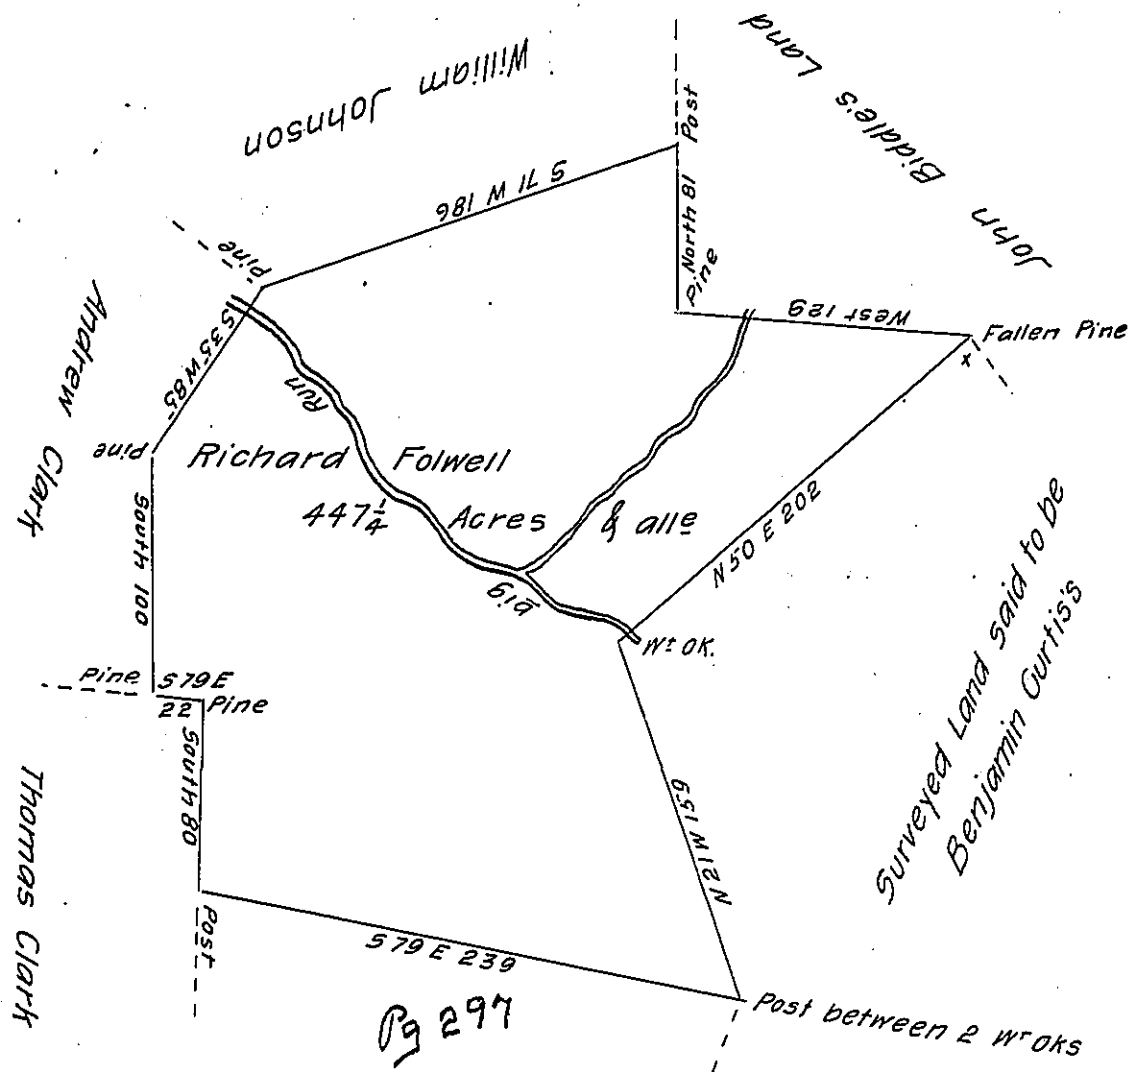 William Johnson
John Biddle's Land
Post
S 71 W 186
North 81
Pine
Pine
West 129
Fallen Pine
x
Andrew Clark
S 35 W 85
Run
Pine
Richard Folwell
447 1/4 Acres & alle
big
N 50 E 202
Wt OK.
South 100
Pine
S 79 E
22
Pine
South 80
Thomas Clark
N 21 W 159
Surveyed Land said to be
Benjamin Curtis's
Post
S 79 E 239
Post between 2 Wt OKs
Pg 297